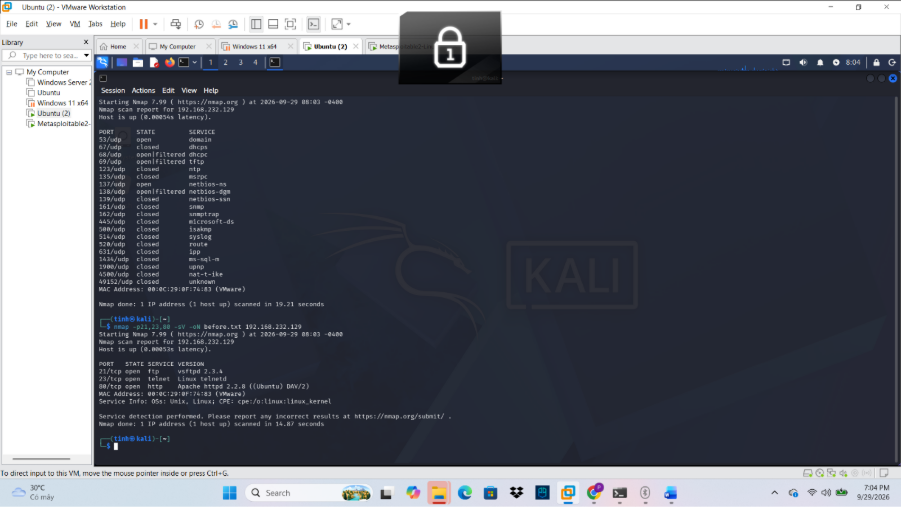 Ubuntu (2) - VMware Workstation
File Edit View VM Tabs Help
Library
Type here to sea...
Home
My Computer
Windows 11 x64
Ubuntu (2)
Metasploitable2-Li
1
1 2 3 4
8:04
My Computer
Windows Server 2
Ubuntu
Windows 11 x64
Ubuntu (2)
Metasploitable2-
Session Actions Edit View Help
Starting Nmap 7.99 ( https://nmap.org ) at 2026-09-29 08:03 -0400
Nmap scan report for 192.168.232.129
Host is up (0.00054s latency).
PORT STATE SERVICE
53/udp open domain
67/udp closed dhcps
68/udp open|filtered dhcpc
69/udp open|filtered tftp
123/udp closed ntp
135/udp closed msrpc
137/udp open netbios-ns
138/udp open|filtered netbios-dgm
139/udp closed netbios-ssn
161/udp closed snmp
162/udp closed snmptrap
445/udp closed microsoft-ds
500/udp closed isakmp
514/udp closed syslog
520/udp closed route
631/udp closed ipp
1434/udp closed ms-sql-m
1900/udp closed upnp
4500/udp closed nat-t-ike
49152/udp closed unknown
MAC Address: 00:0C:29:0F:74:83 (VMware)
Nmap done: 1 IP address (1 host up) scanned in 19.21 seconds
KALI
(tinh㉿kali)-[~]
$ nmap -p21,23,80 -sV -oN before.txt 192.168.232.129
Starting Nmap 7.99 ( https://nmap.org ) at 2026-09-29 08:03 -0400
Nmap scan report for 192.168.232.129
Host is up (0.00053s latency).
PORT STATE SERVICE VERSION
21/tcp open ftp vsftpd 2.3.4
23/tcp open telnet Linux telnetd
80/tcp open http Apache httpd 2.2.8 ((Ubuntu) DAV/2)
MAC Address: 00:0C:29:0F:74:83 (VMware)
Service Info: OSs: Unix, Linux; CPE: cpe:/o:linux:linux_kernel
Service detection performed. Please report any incorrect results at https://nmap.org/submit/ .
Nmap done: 1 IP address (1 host up) scanned in 14.87 seconds
(tinh㉿kali)-[~]
$
To direct input to this VM, move the mouse pointer inside or press Ctrl+G.
30°C
Có mây
Search
7:04 PM
9/29/2026